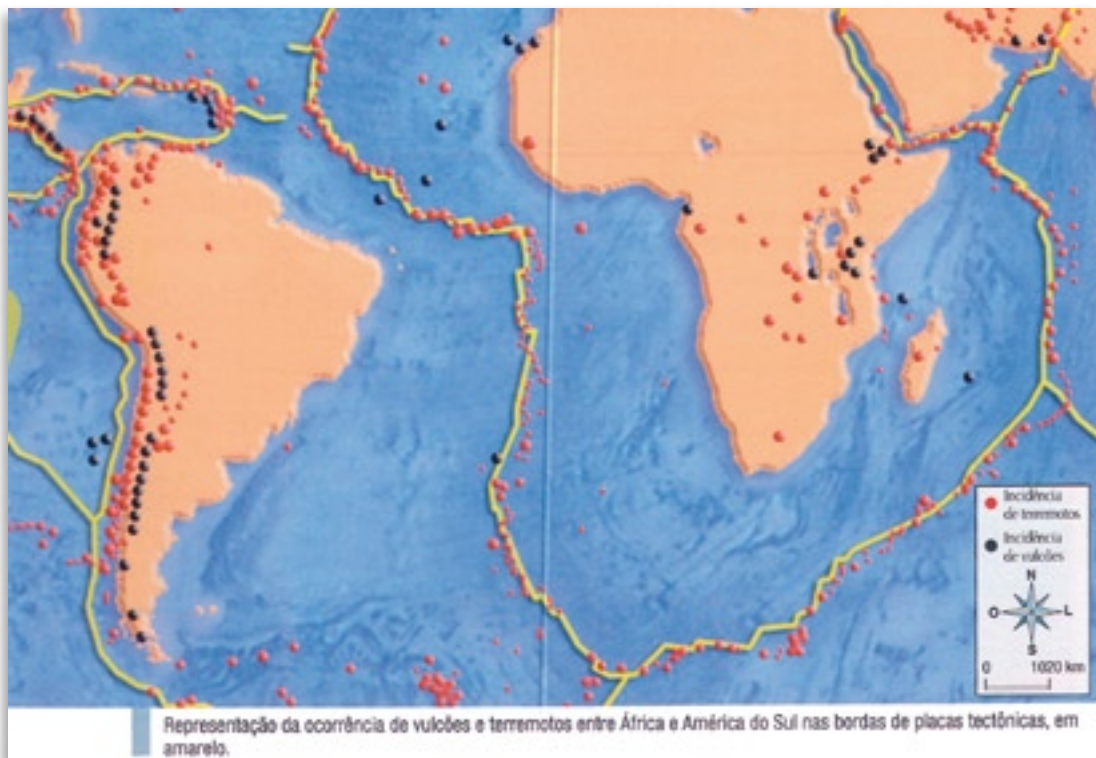 Incidência
de terremotos
Incidência
de vulcões
N
O
L
S
0 1020 km
Representação da ocorrência de vulcões e terremotos entre África e América do Sul nas bordas de placas tectônicas, em
amarelo.